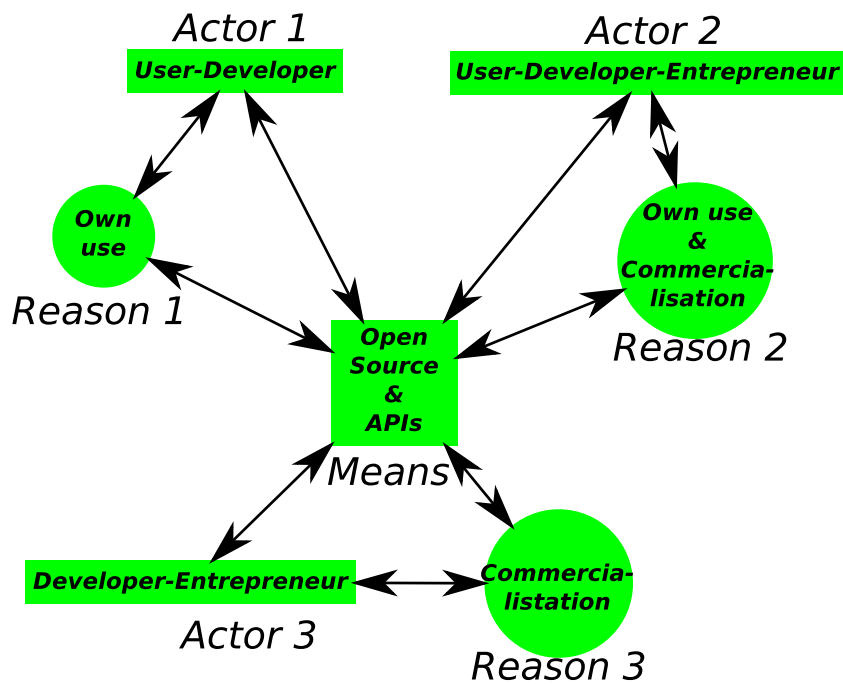 Actor 1
User-Developer
Actor 2
User-Developer-Entrepreneur
Own
use
Reason 1
Own use
&
Commercia-
lisation
Reason 2
Open
Source
&
APIs
Means
Developer-Entrepreneur
Actor 3
Commercia-
listation
Reason 3